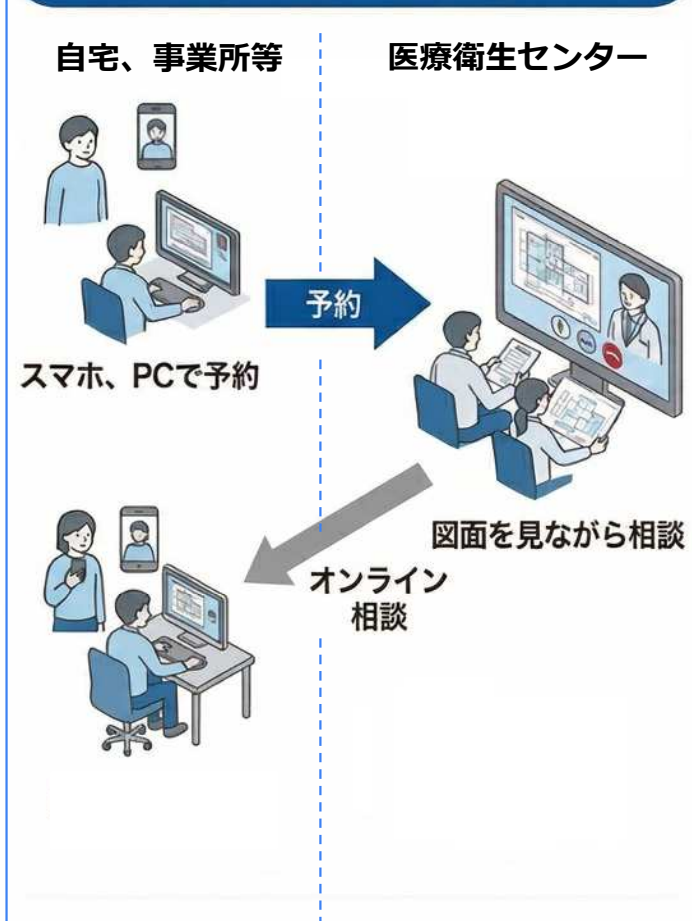 自宅、事業所等
医療衛生センター
予約
スマホ、PCで予約
図面を見ながら相談
オンライン
相談